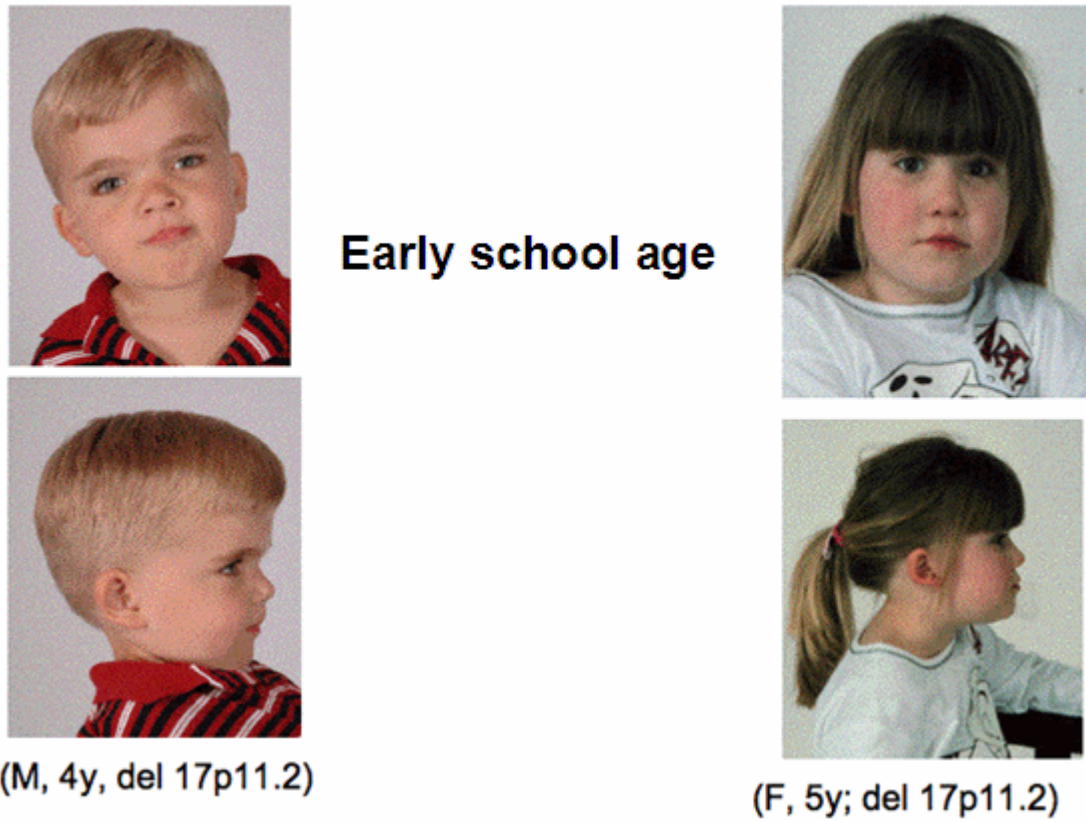 Early school age
(M, 4y, del 17p11.2)
(F, 5y; del 17p11.2)